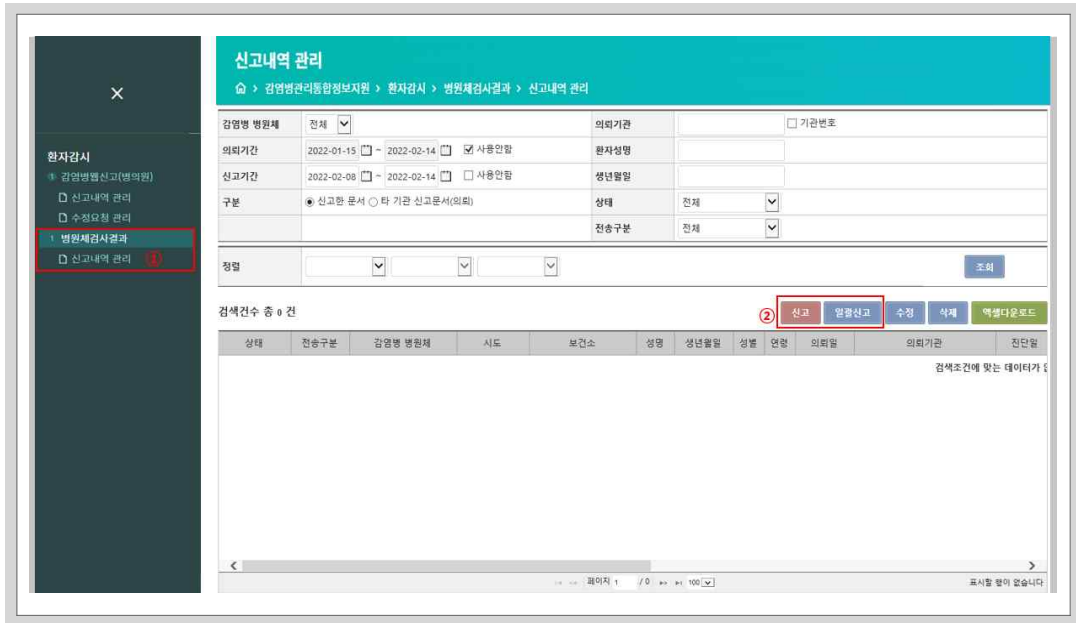 신고내역 관리
감염병관리통합정보지원 > 환자감시 > 병원체검사결과 > 신고내역 관리
×
환자감시
감염병웹신고(병의원)
신고내역 관리
수정요청 관리
병원체검사결과
신고내역 관리 ①
감염병 병원체 전체 의뢰기관 기관번호
의뢰기간 2022-01-15 ~ 2022-02-14 사용안함 환자성명
신고기간 2022-02-08 ~ 2022-02-14 사용안함 생년월일
구분 신고한 문서 타 기관 신고문서(의뢰) 상태 전체
전송구분 전체
정렬 조회
검색건수 총 0 건 ② 신고 일괄신고 수정 삭제 엑셀다운로드
상태 전송구분 감염병 병원체 시도 보건소 성명 생년월일 성별 연령 의뢰일 의뢰기관 진단일
검색조건에 맞는 데이터가
페이지 1 / 0 100 표시할 행이 없습니다